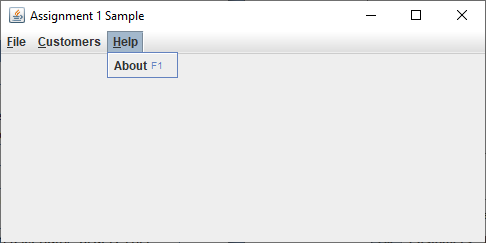 Assignment 1 Sample
File Customers Help
About F1